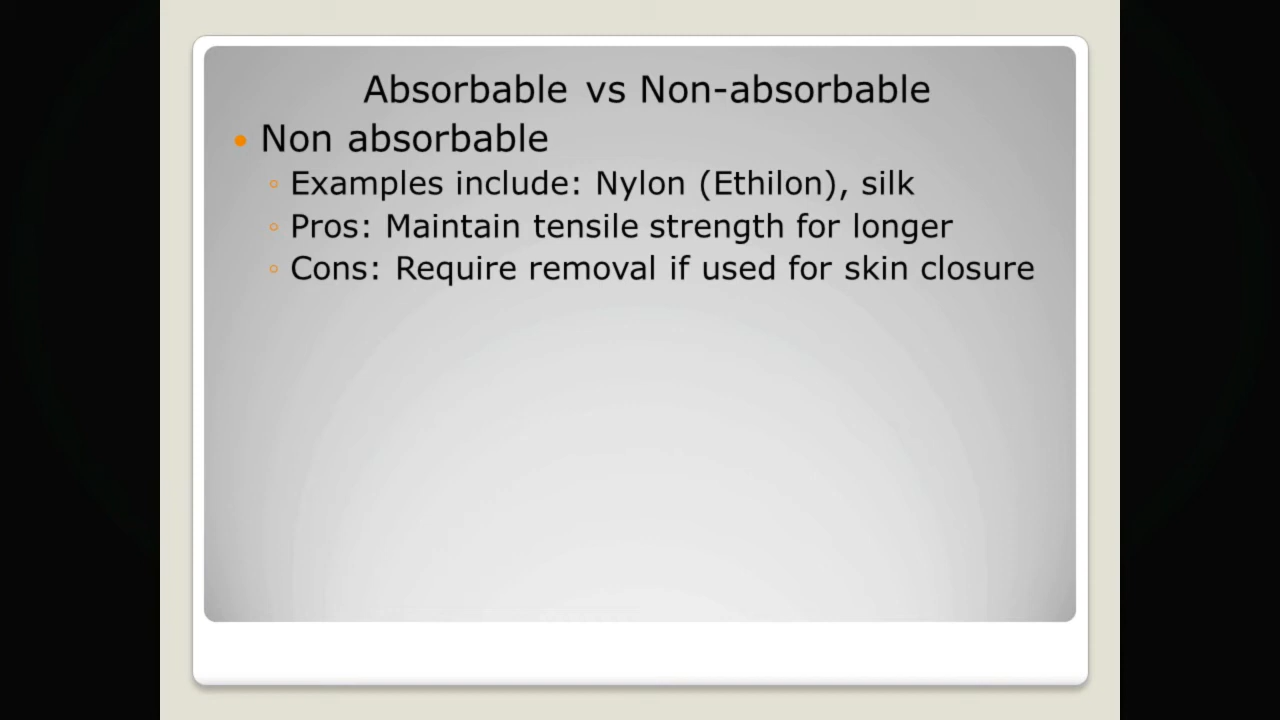 Absorbable vs Non-absorbable
Non absorbable
Examples include: Nylon (Ethilon), silk
Pros: Maintain tensile strength for longer
Cons: Require removal if used for skin closure